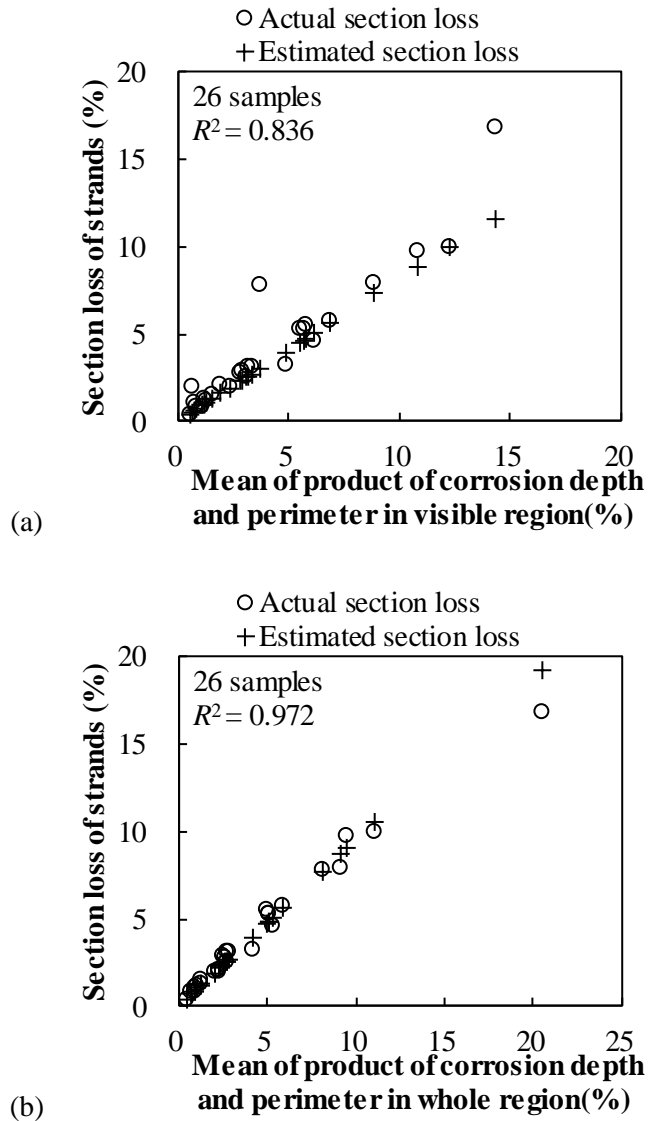 ○ Actual section loss
+ Estimated section loss
Section loss of strands (%)
20
15
10
5
0
26 samples
R² = 0.836
0 5 10 15 20
Mean of product of corrosion depth
and perimeter in visible region(%)
(a)
○ Actual section loss
+ Estimated section loss
Section loss of strands (%)
20
15
10
5
0
26 samples
R² = 0.972
0 5 10 15 20 25
Mean of product of corrosion depth
and perimeter in whole region(%)
(b)